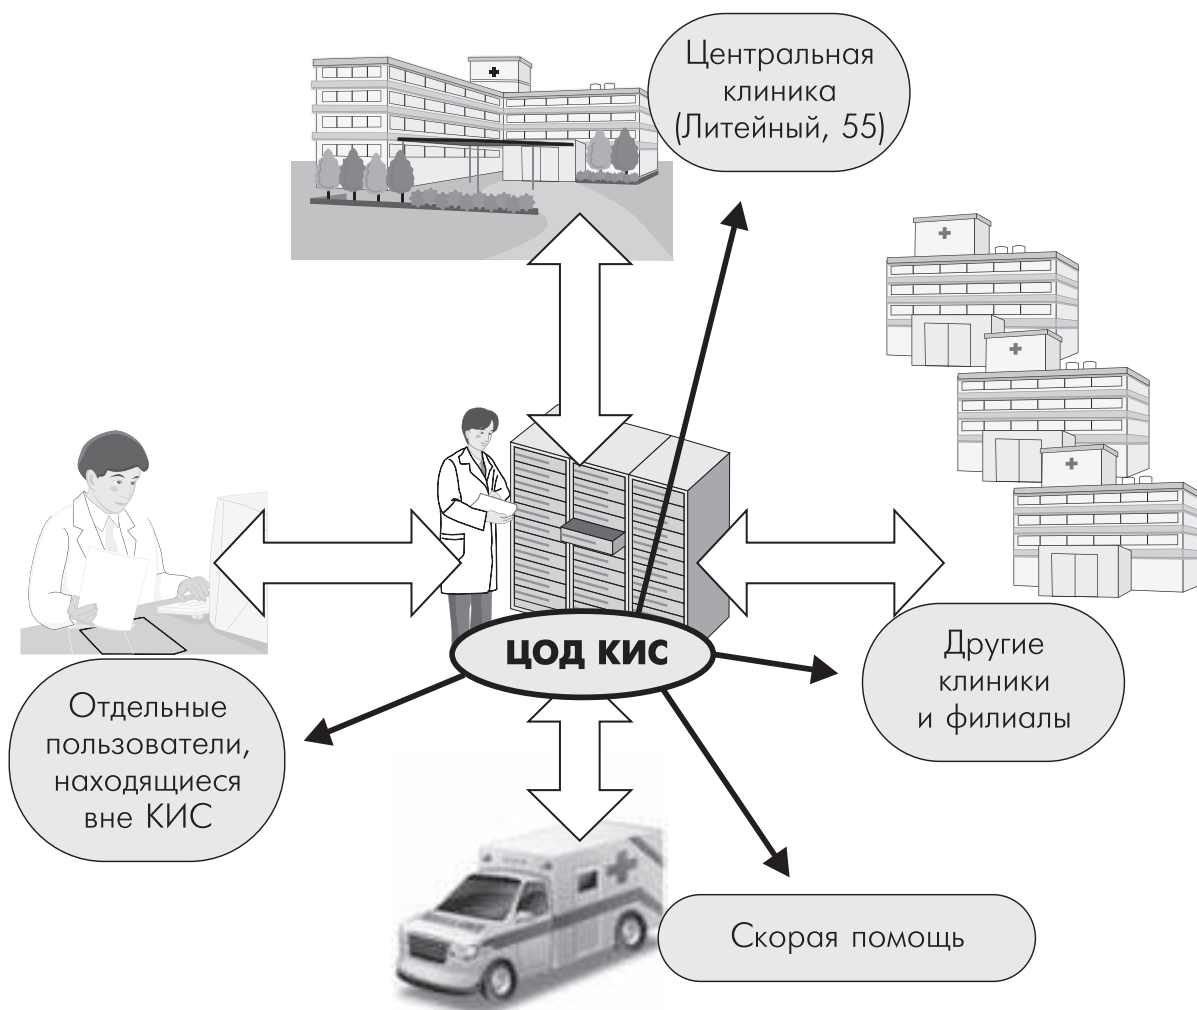 Центральная
клиника
(Литейный, 55)
ЦОД КИС
Другие
клиники
и филиалы
Отдельные
пользователи,
находящиеся
вне КИС
Скорая помощь